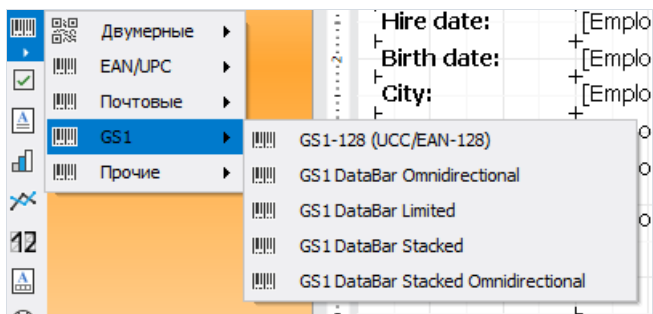 Hire date: [Emplo
Birth date: [Emplo
City: [Emplo
Двумерные
EAN/UPC
Почтовые
GS1
Прочие
GS1-128 (UCC/EAN-128)
GS1 DataBar Omnidirectional
GS1 DataBar Limited
GS1 DataBar Stacked
GS1 DataBar Stacked Omnidirectional
2
12